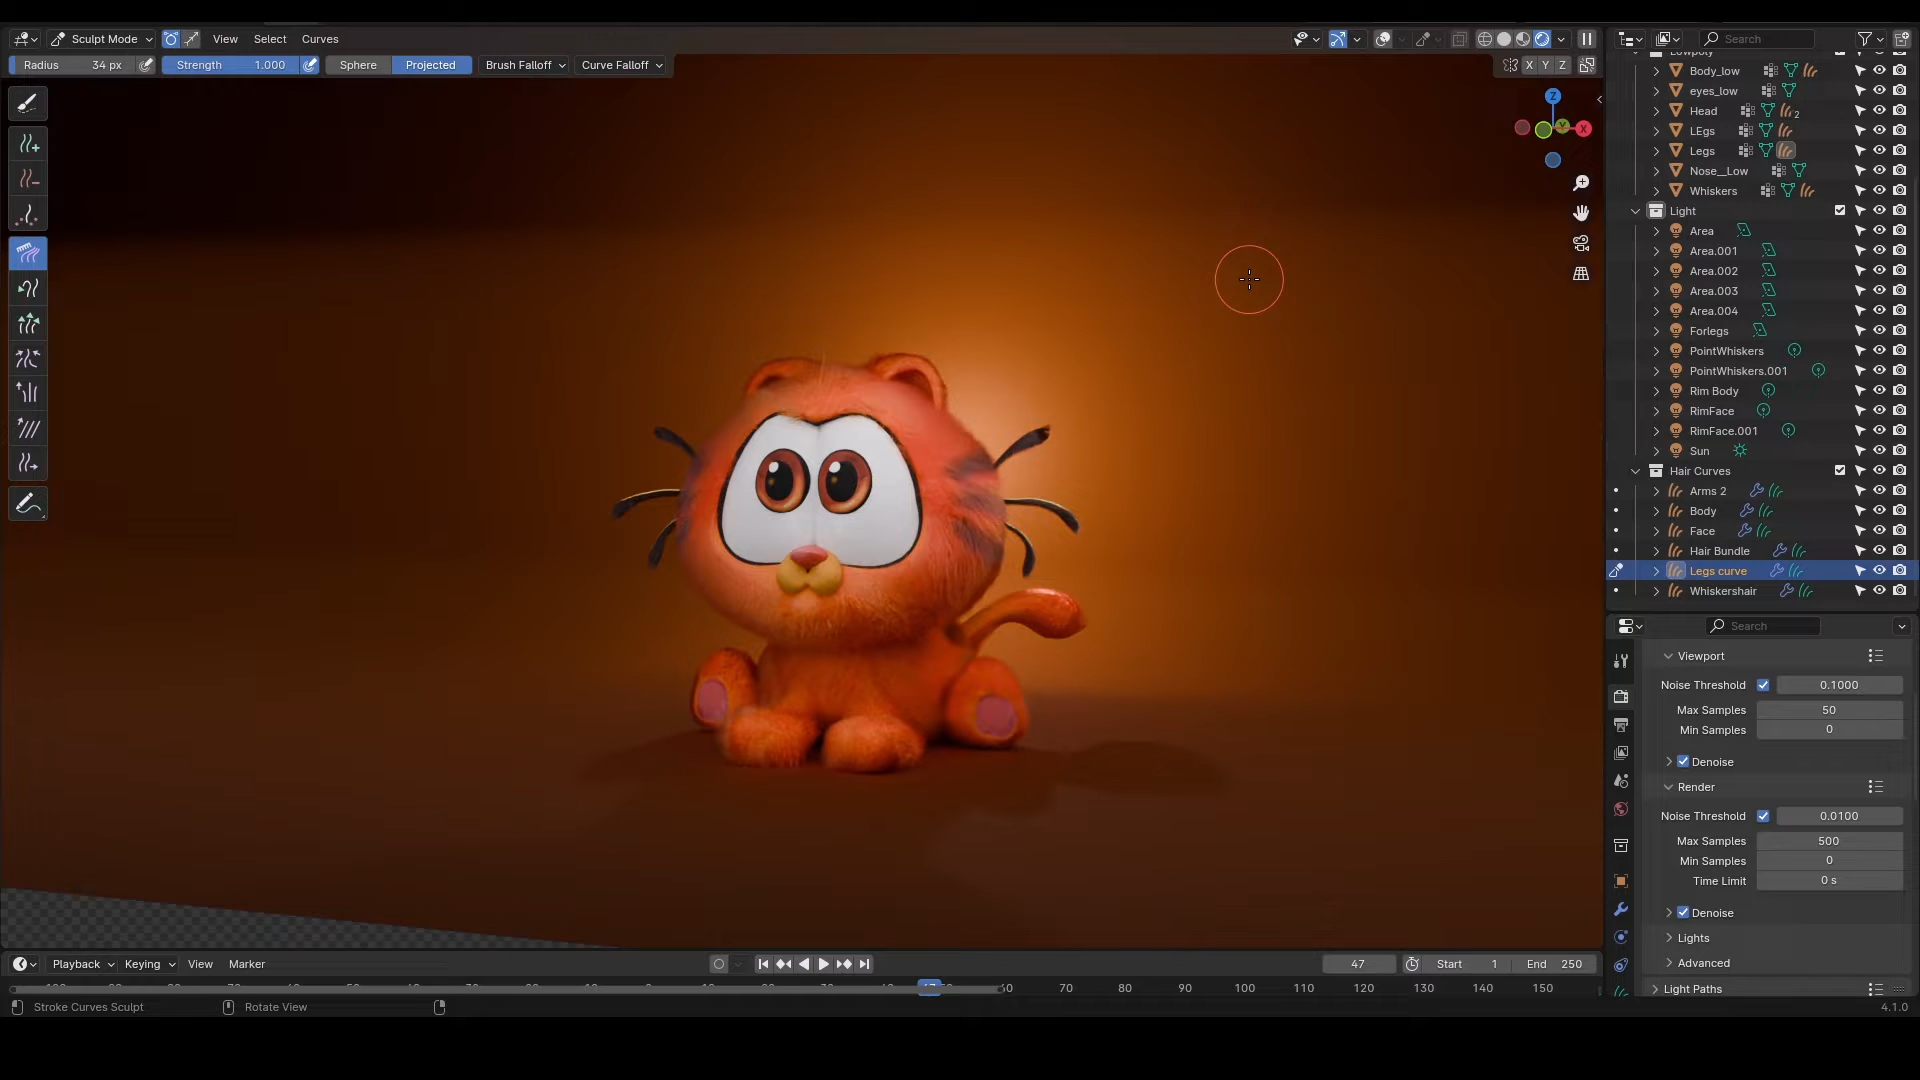 Sculpt Mode View Select Curves Search
Radius 34 px Strength 1.000 Sphere Projected Brush Falloff Curve Falloff X Y Z
Body_low
eyes_low
Head 2
LEgs
Legs
Nose__Low
Whiskers
Light
Area
Area.001
Area.002
Area.003
Area.004
Forlegs
PointWhiskers
PointWhiskers.001
Rim Body
RimFace
RimFace.001
Sun
Hair Curves
Arms 2
Body
Face
Hair Bundle
Legs curve
Whiskershair
Z
Y X
Search
Viewport
Noise Threshold 0.1000
Max Samples 50
Min Samples 0
Denoise
Render
Noise Threshold 0.0100
Max Samples 500
Min Samples 0
Time Limit 0 s
Denoise
Lights
Advanced
Light Paths
Playback Keying View Marker 47 Start 1 End 250
70 80 90 100 110 120 130 140 150
Stroke Curves Sculpt Rotate View 4.1.0